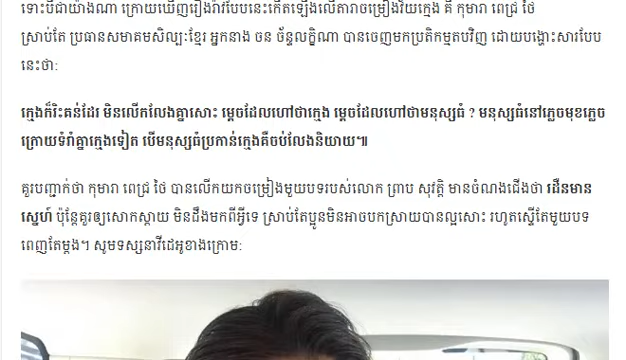 ទោះបីជាយ៉ាងណា ក្រោយឃើញរឿងរ៉ាវបែបនេះកើតឡើងលើតារាចម្រៀងវ័យក្មេង គឺ កុមារា ពេជ្រ ថៃ
ស្រាប់តែ ប្រធានសមាគមសិល្បៈខ្មែរ អ្នកនាង ចន ច័ន្ទលក្ខិណា បានចេញមកប្រតិកម្មតបវិញ ដោយបង្ហោះសារបែប
នេះថា:
ក្មេងក៏រិះគន់ដែរ មិនលើកលែងគ្នាសោះ ម្ដេចដែលហៅថាក្មេង ម្ដេចដែលហៅថាមនុស្សធំ ? មនុស្សធំនៅភ្លេចមុខភ្លេច
ក្រោយទំរាំគ្នាក្មេងទៀត បើមនុស្សធំប្រកាន់ក្មេងគឺចប់លែងនិយាយ៕
គួរបញ្ជាក់ថា កុមារា ពេជ្រ ថៃ បានលើកយកចម្រៀងមួយបទរបស់លោក ព្រាប សុវត្ថិ មានចំណងជើងថា រដឺនមាន
ស្នេហ៍ ប៉ុន្តែគួរឲ្យសោកស្ដាយ មិនដឹងមកពីអ្វីទេ ស្រាប់តែប្អូនមិនអាចបកស្រាយបានល្អសោះ រហូតស្ទើតែមួយបទ
ពេញតែម្ដង។ សូមទស្សនាវីដេអូខាងក្រោម: